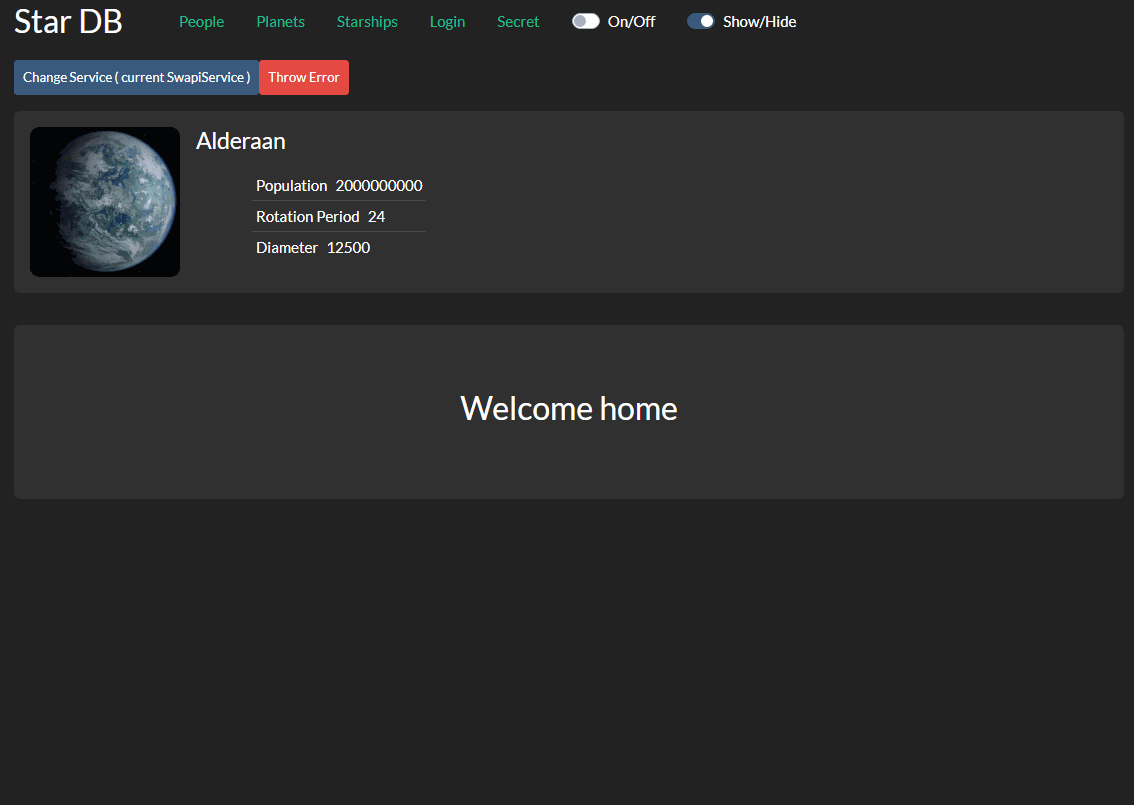 Star DB People Planets Starships Login Secret On/Off Show/Hide
Change Service ( current SwapiService ) Throw Error
Alderaan
Population 2000000000
Rotation Period 24
Diameter 12500
Welcome home